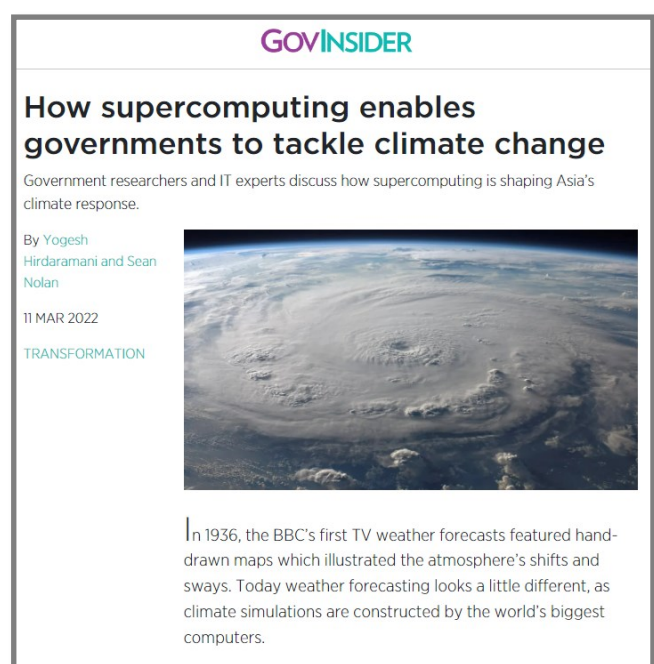 GOVINSIDER
How supercomputing enables
governments to tackle climate change
Government researchers and IT experts discuss how supercomputing is shaping Asia's
climate response.
By Yogesh
Hirdaramani and Sean
Nolan
11 MAR 2022
TRANSFORMATION
In 1936, the BBC's first TV weather forecasts featured hand-
drawn maps which illustrated the atmosphere's shifts and
sways. Today weather forecasting looks a little different, as
climate simulations are constructed by the world's biggest
computers.